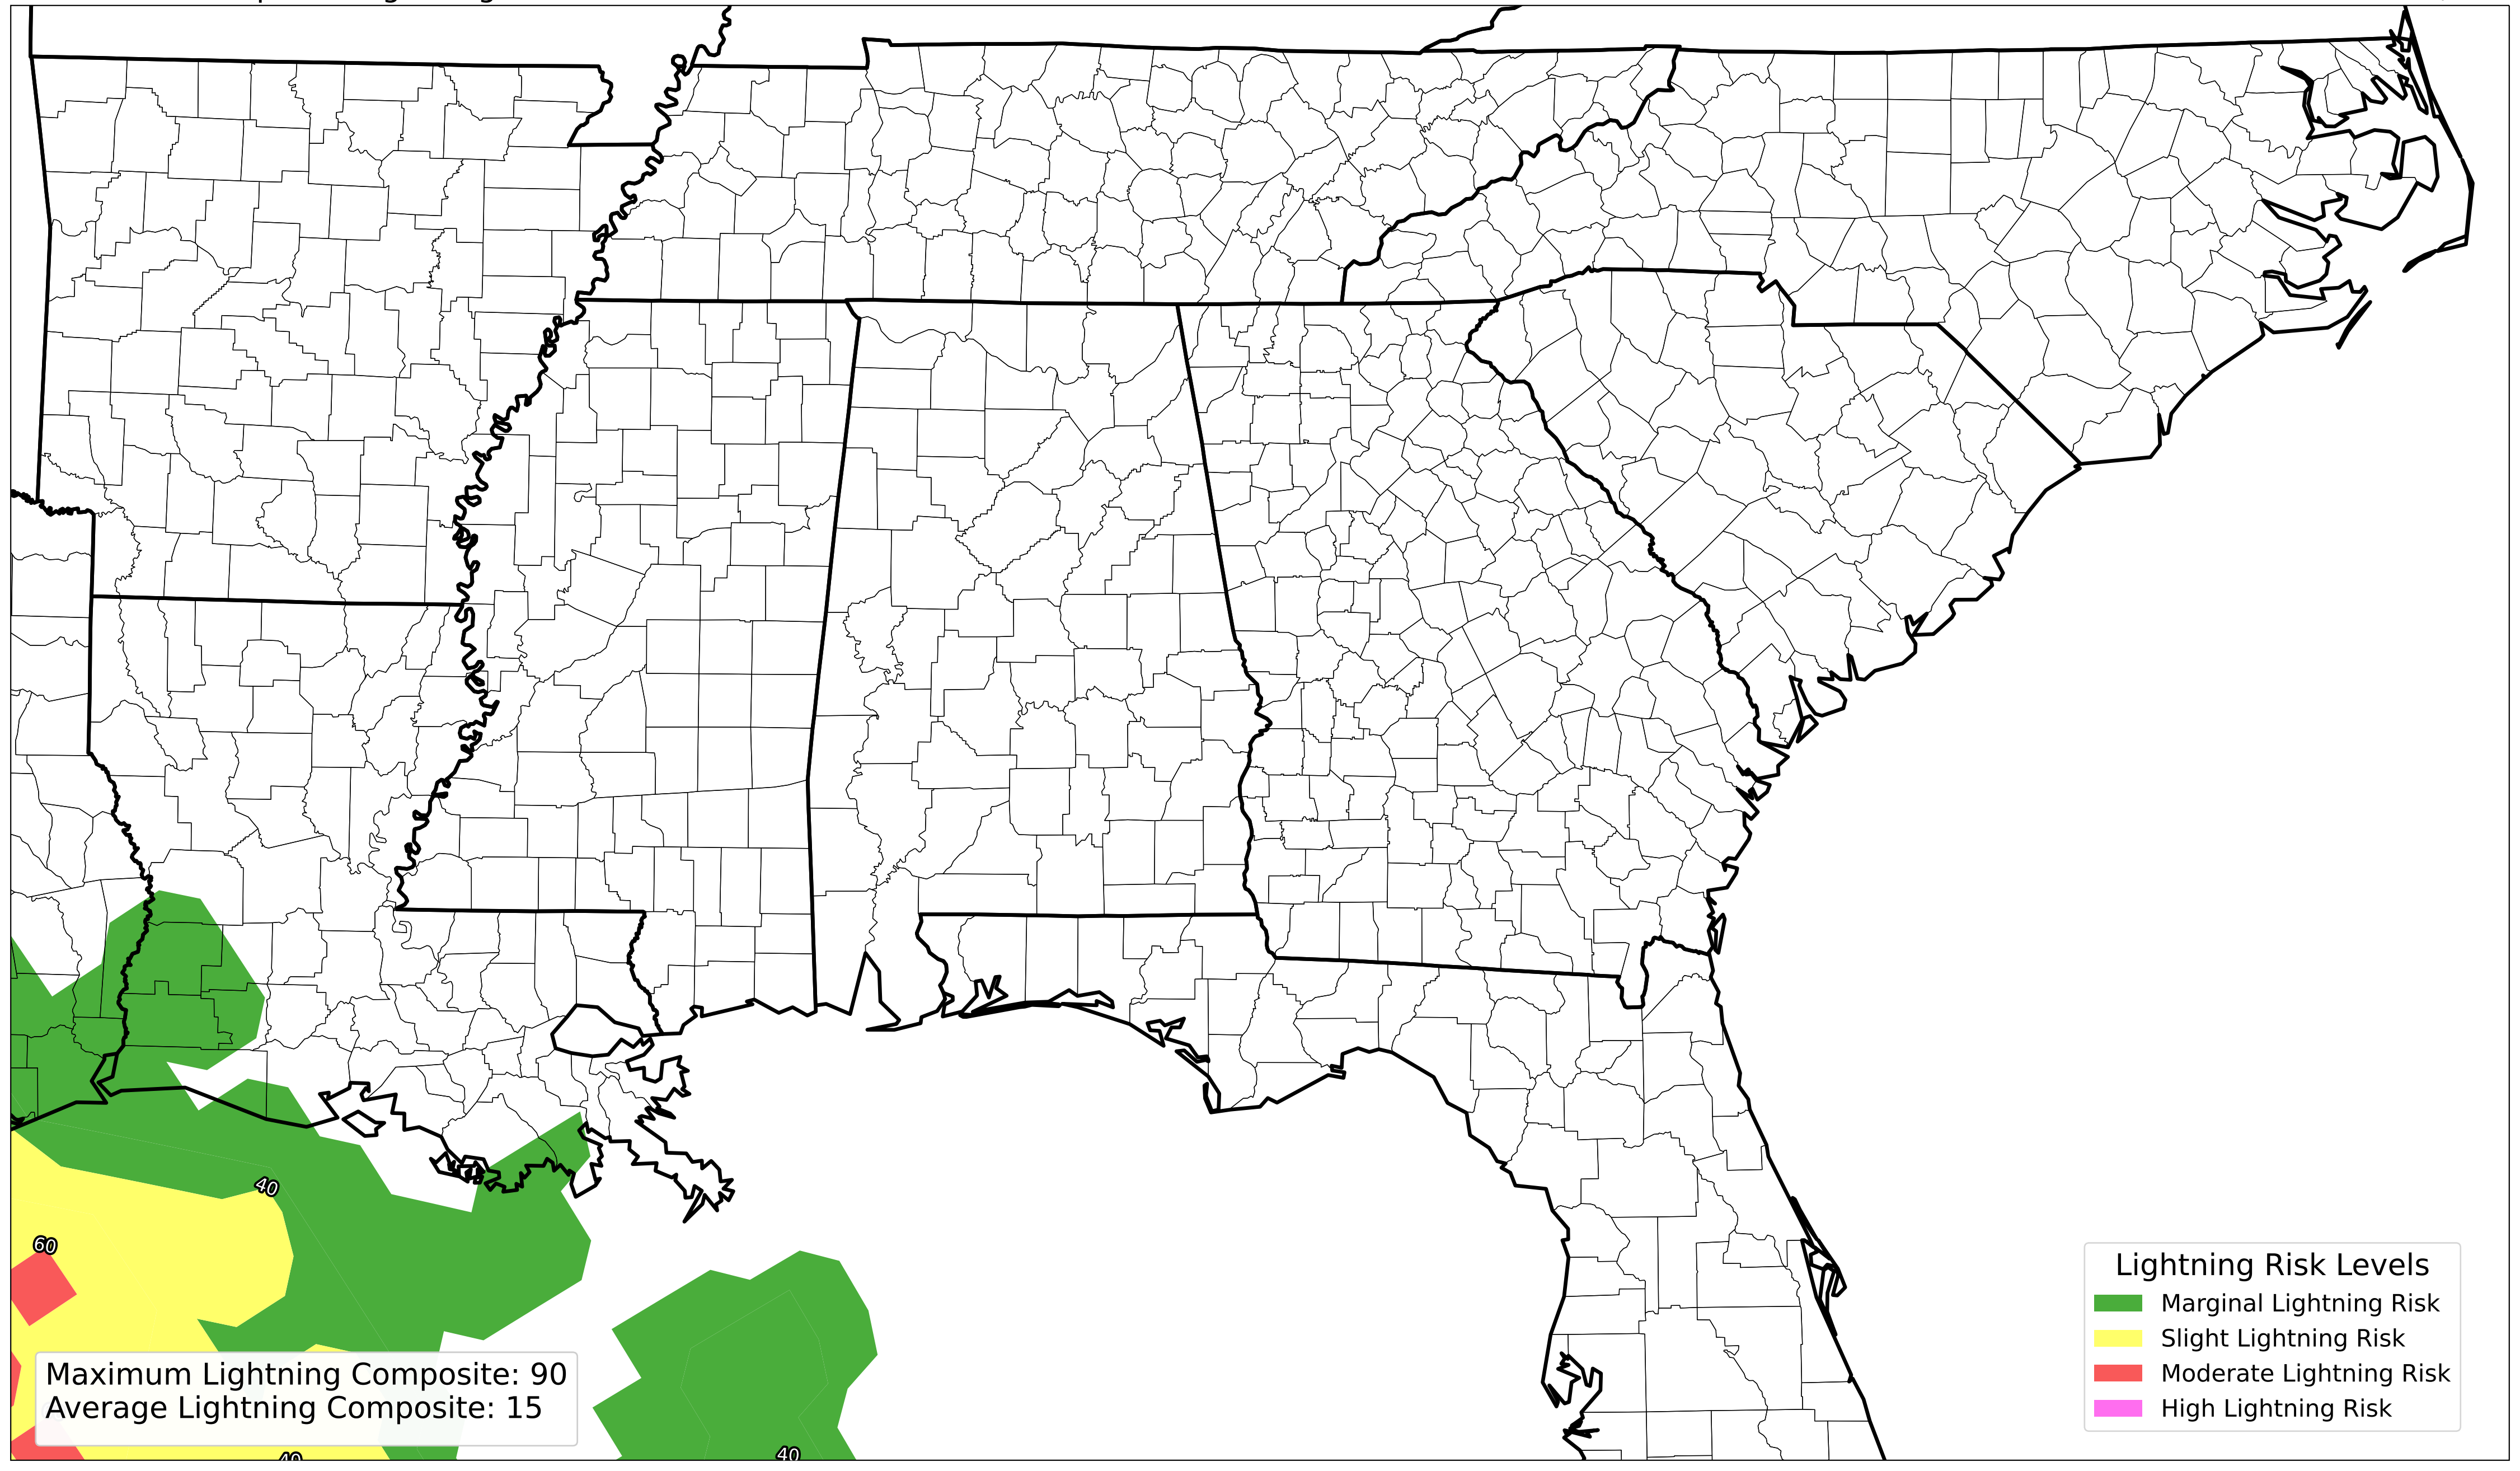 40
60
40
40
Maximum Lightning Composite: 90
Average Lightning Composite: 15
Lightning Risk Levels
Marginal Lightning Risk
Slight Lightning Risk
Moderate Lightning Risk
High Lightning Risk